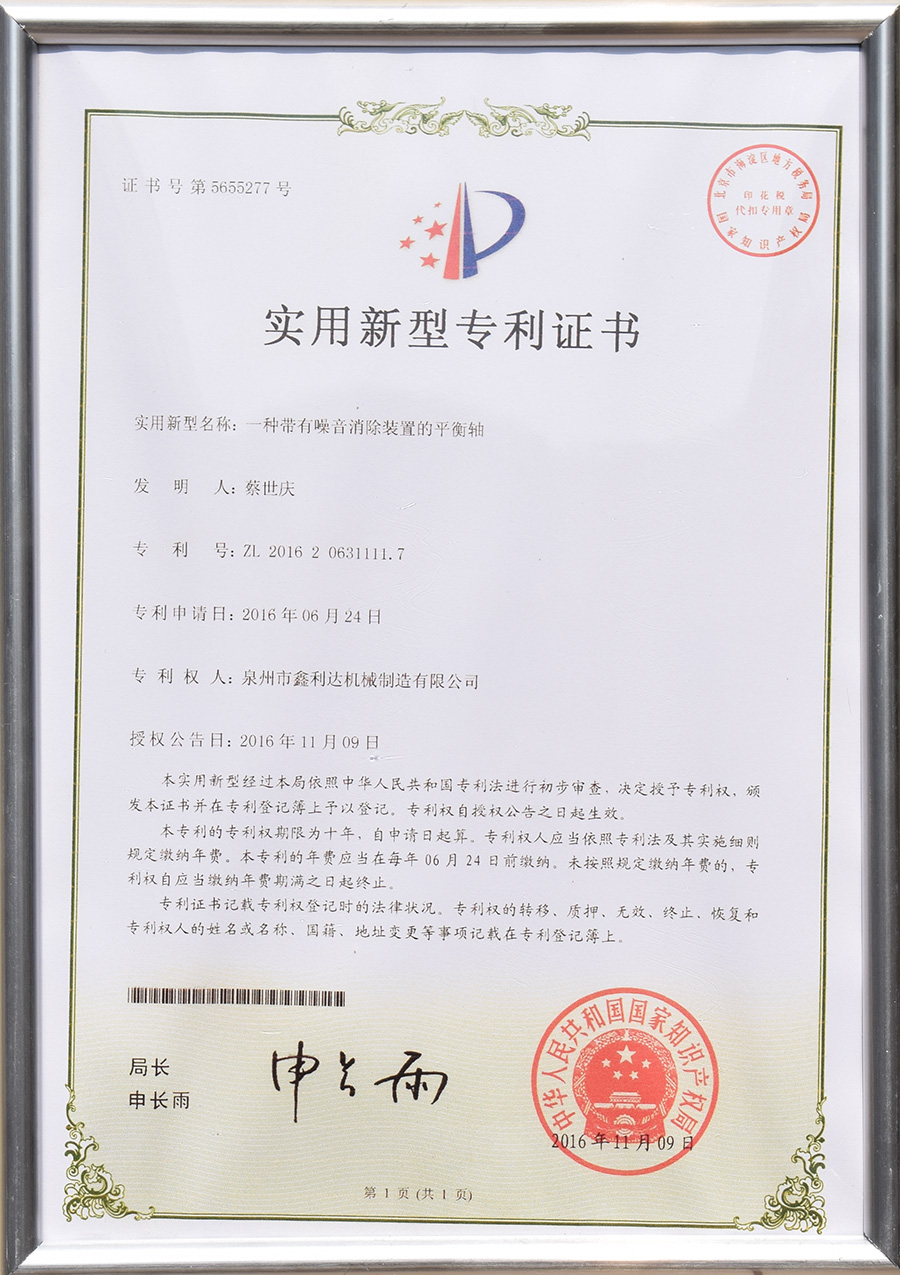 证书号第5655277号
北京市海淀区地方税务局
印花税
代扣专用章
国家知识产权局
实用新型专利证书
实用新型名称：一种带有噪音消除装置的平衡轴
发明人：蔡世庆
专利号：ZL 2016 2 0631111.7
专利申请日：2016年06月24日
专利权人：泉州市鑫利达机械制造有限公司
授权公告日：2016年11月09日
本实用新型经过本局依照中华人民共和国专利法进行初步审查，决定授予专利权，颁
发本证书并在专利登记簿上予以登记。专利权自授权公告之日起生效。
本专利的专利权期限为十年，自申请日起算。专利权人应当依照专利法及其实施细则
规定缴纳年费。本专利的年费应当在每年06月24日前缴纳。未按照规定缴纳年费的，专
利权自应当缴纳年费期满之日起终止。
专利证书记载专利权登记时的法律状况。专利权的转移、质押、无效、终止、恢复和
专利权人的姓名或名称、国籍、地址变更等事项记载在专利登记簿上。
局长
申长雨
申长雨
中华人民共和国国家知识产权局
2016年11月09日
第1页(共1页)